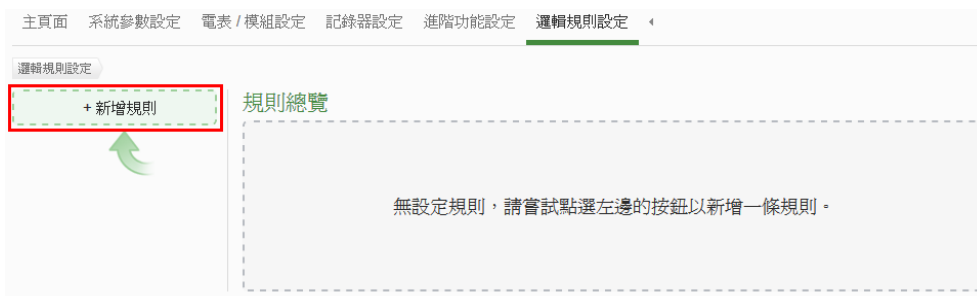 主頁面 系統參數設定 電表 / 模組設定 記錄器設定 進階功能設定 邏輯規則設定
邏輯規則設定
+ 新增規則
規則總覽
無設定規則，請嘗試點選左邊的按鈕以新增一條規則。